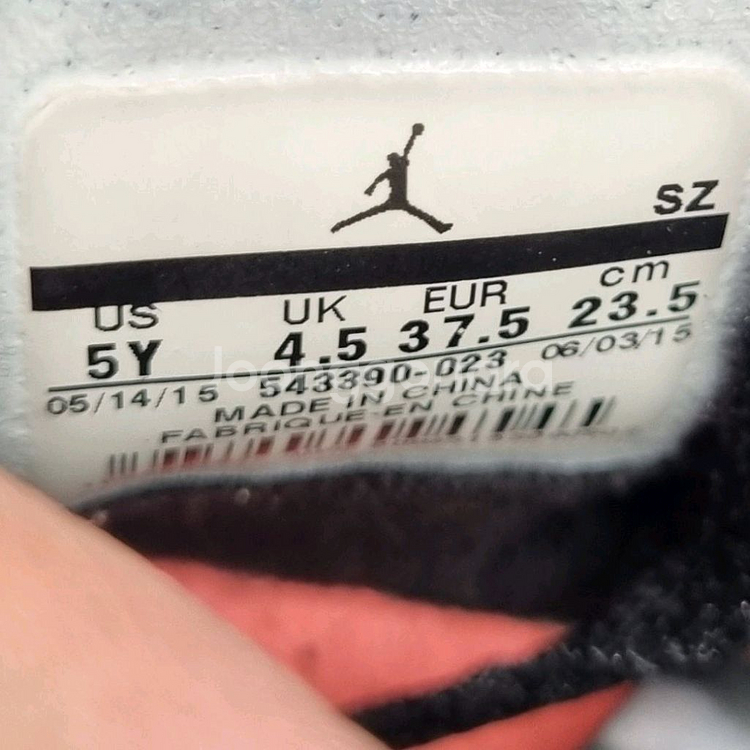 SZ
US UK EUR cm
5Y 4.5 37.5 23.5
05/14/15 543390-023 06/03/15
MADE IN CHINA
FABRIQUE EN CHINE